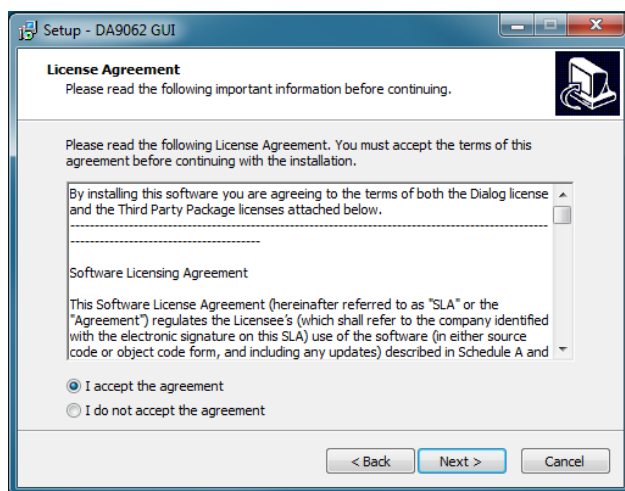 Setup - DA9062 GUI
License Agreement
Please read the following important information before continuing.
Please read the following License Agreement. You must accept the terms of this
agreement before continuing with the installation.
By installing this software you are agreeing to the terms of both the Dialog license
and the Third Party Package licenses attached below.
--------------------------------------------------------------------------------------------
-------------------------------------
Software Licensing Agreement
This Software License Agreement (hereinafter referred to as "SLA" or the
"Agreement") regulates the Licensee's (which shall refer to the company identified
with the electronic signature on this SLA) use of the software (in either source
code or object code form, and including any updates) described in Schedule A and
I accept the agreement
I do not accept the agreement
< Back Next > Cancel